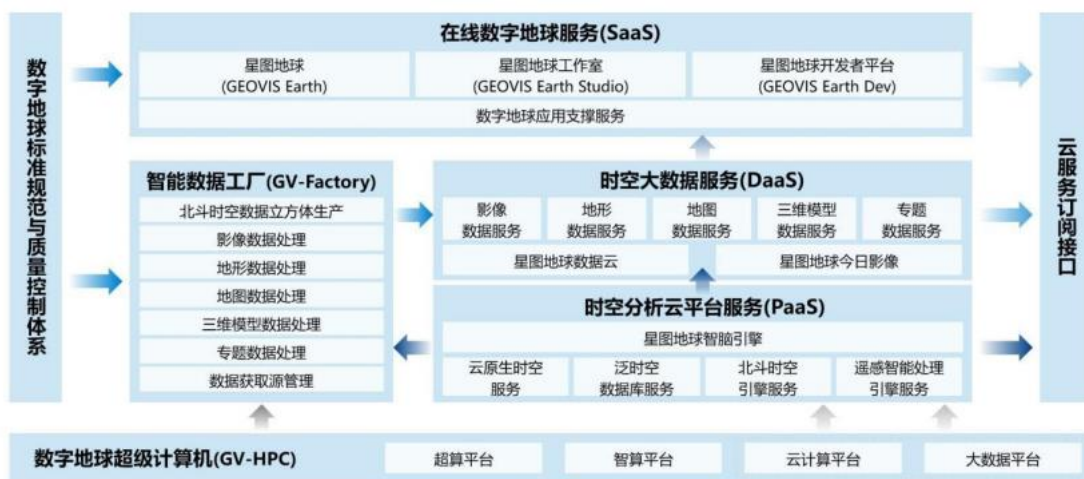 数字地球标准规范与质量控制体系
在线数字地球服务(SaaS)
星图地球
(GEOVIS Earth)
星图地球工作室
(GEOVIS Earth Studio)
星图地球开发者平台
(GEOVIS Earth Dev)
数字地球应用支撑服务
智能数据工厂(GV-Factory)
北斗时空数据立方体生产
影像数据处理
地形数据处理
地图数据处理
三维模型数据处理
专题数据处理
数据获取源管理
时空大数据服务(DaaS)
影像
数据服务
地形
数据服务
地图
数据服务
三维模型
数据服务
专题
数据服务
星图地球数据云
星图地球今日影像
时空分析云平台服务(PaaS)
星图地球智脑引擎
云原生时空
服务
泛时空
数据库服务
北斗时空
引擎服务
遥感智能处理
引擎服务
云服务订阅接口
数字地球超级计算机(GV-HPC)
超算平台
智算平台
云计算平台
大数据平台